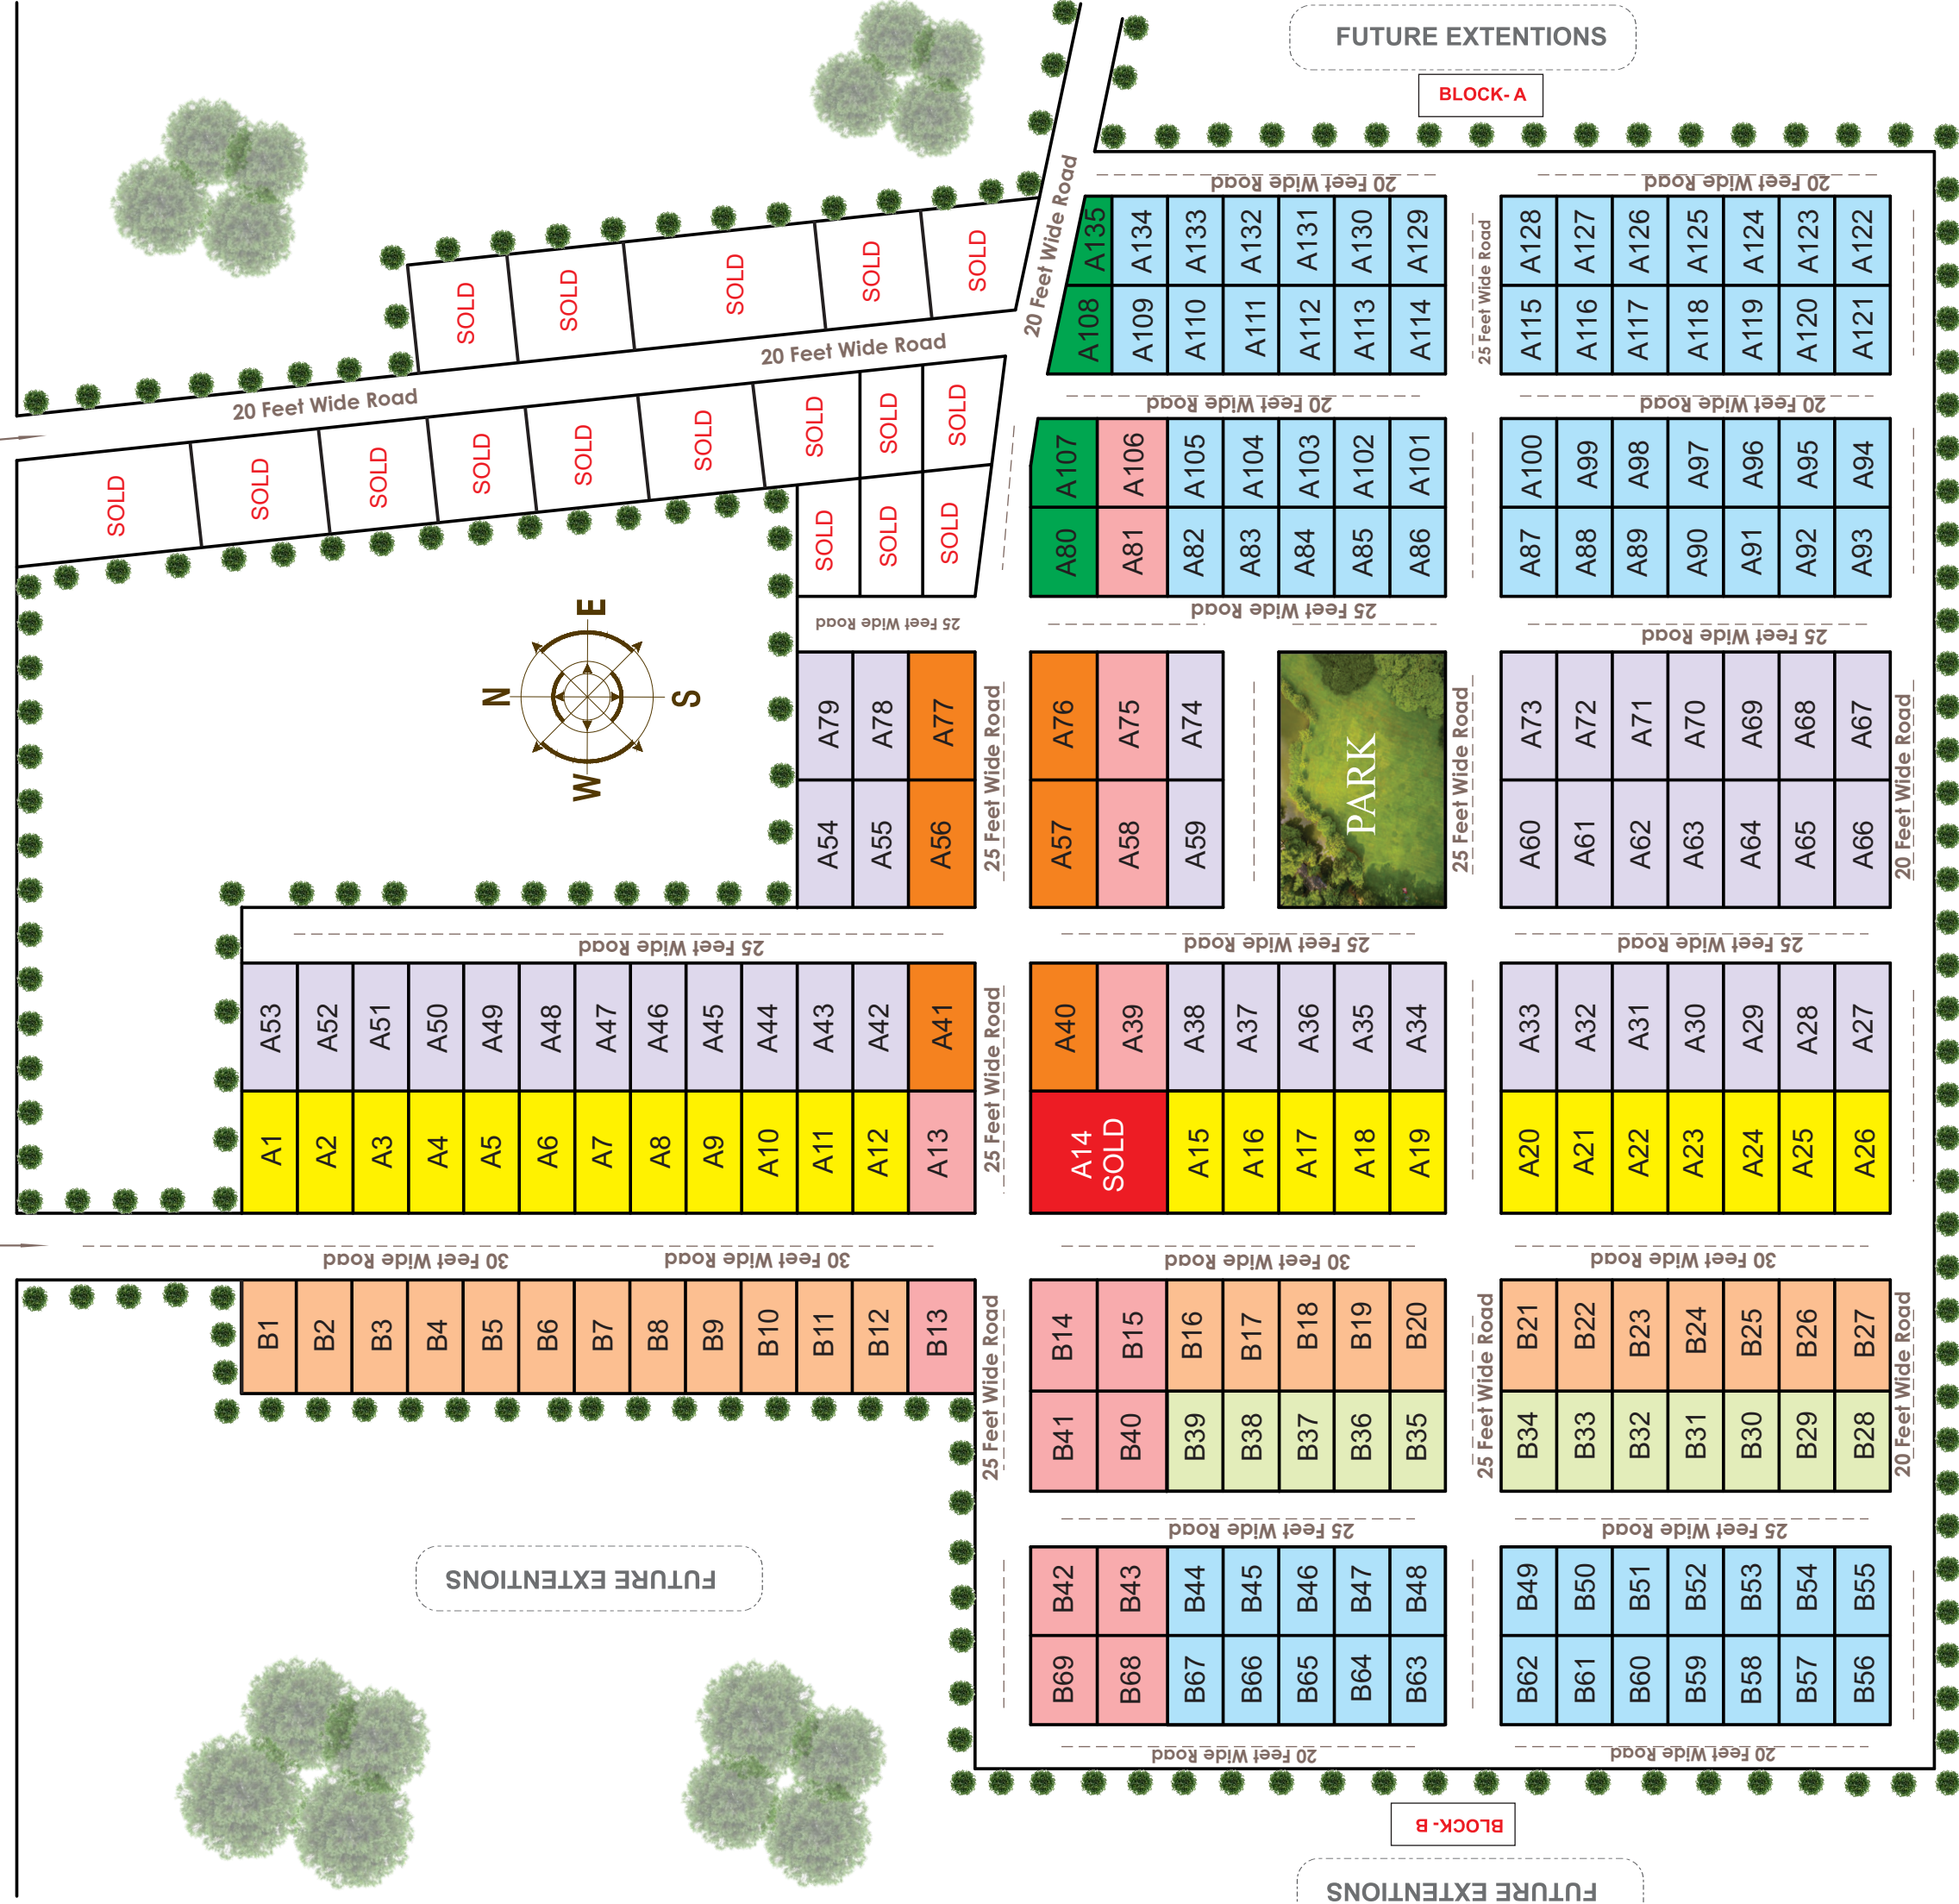 FUTURE EXTENTIONS
BLOCK- A
20 Feet Wide Road
20 Feet Wide Road
20 Feet Wide Road
A135
A134
A133
A132
A131
A130
A129
A128
A127
A126
A125
A124
A123
A122
25 Feet Wide Road
A108
A109
A110
A111
A112
A113
A114
A115
A116
A117
A118
A119
A120
A121
SOLD
SOLD
SOLD
SOLD
SOLD
20 Feet Wide Road
20 Feet Wide Road
20 Feet Wide Road
20 Feet Wide Road
SOLD
SOLD
SOLD
SOLD
SOLD
SOLD
SOLD
SOLD
SOLD
A107
A106
A105
A104
A103
A102
A101
A100
A99
A98
A97
A96
A95
A94
SOLD
SOLD
SOLD
A80
A81
A82
A83
A84
A85
A86
A87
A88
A89
A90
A91
A92
A93
25 Feet Wide Road
25 Feet Wide Road
25 Feet Wide Road
E
N
S
W
A79
A78
A77
25 Feet Wide Road
A76
A75
A74
PARK
25 Feet Wide Road
A73
A72
A71
A70
A69
A68
A67
20 Feet Wide Road
A54
A55
A56
A57
A58
A59
A60
A61
A62
A63
A64
A65
A66
25 Feet Wide Road
25 Feet Wide Road
25 Feet Wide Road
A53
A52
A51
A50
A49
A48
A47
A46
A45
A44
A43
A42
A41
25 Feet Wide Road
A40
A39
A38
A37
A36
A35
A34
A33
A32
A31
A30
A29
A28
A27
A1
A2
A3
A4
A5
A6
A7
A8
A9
A10
A11
A12
A13
A14
SOLD
A15
A16
A17
A18
A19
A20
A21
A22
A23
A24
A25
A26
30 Feet Wide Road
30 Feet Wide Road
30 Feet Wide Road
30 Feet Wide Road
B1
B2
B3
B4
B5
B6
B7
B8
B9
B10
B11
B12
B13
25 Feet Wide Road
B14
B15
B16
B17
B18
B19
B20
25 Feet Wide Road
B21
B22
B23
B24
B25
B26
B27
20 Feet Wide Road
B41
B40
B39
B38
B37
B36
B35
B34
B33
B32
B31
B30
B29
B28
25 Feet Wide Road
25 Feet Wide Road
FUTURE EXTENTIONS
B42
B43
B44
B45
B46
B47
B48
B49
B50
B51
B52
B53
B54
B55
B69
B68
B67
B66
B65
B64
B63
B62
B61
B60
B59
B58
B57
B56
20 Feet Wide Road
20 Feet Wide Road
BLOCK- B
FUTURE EXTENTIONS